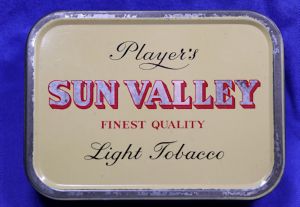 Player's
SUN VALLEY
FINEST QUALITY
Light Tobacco